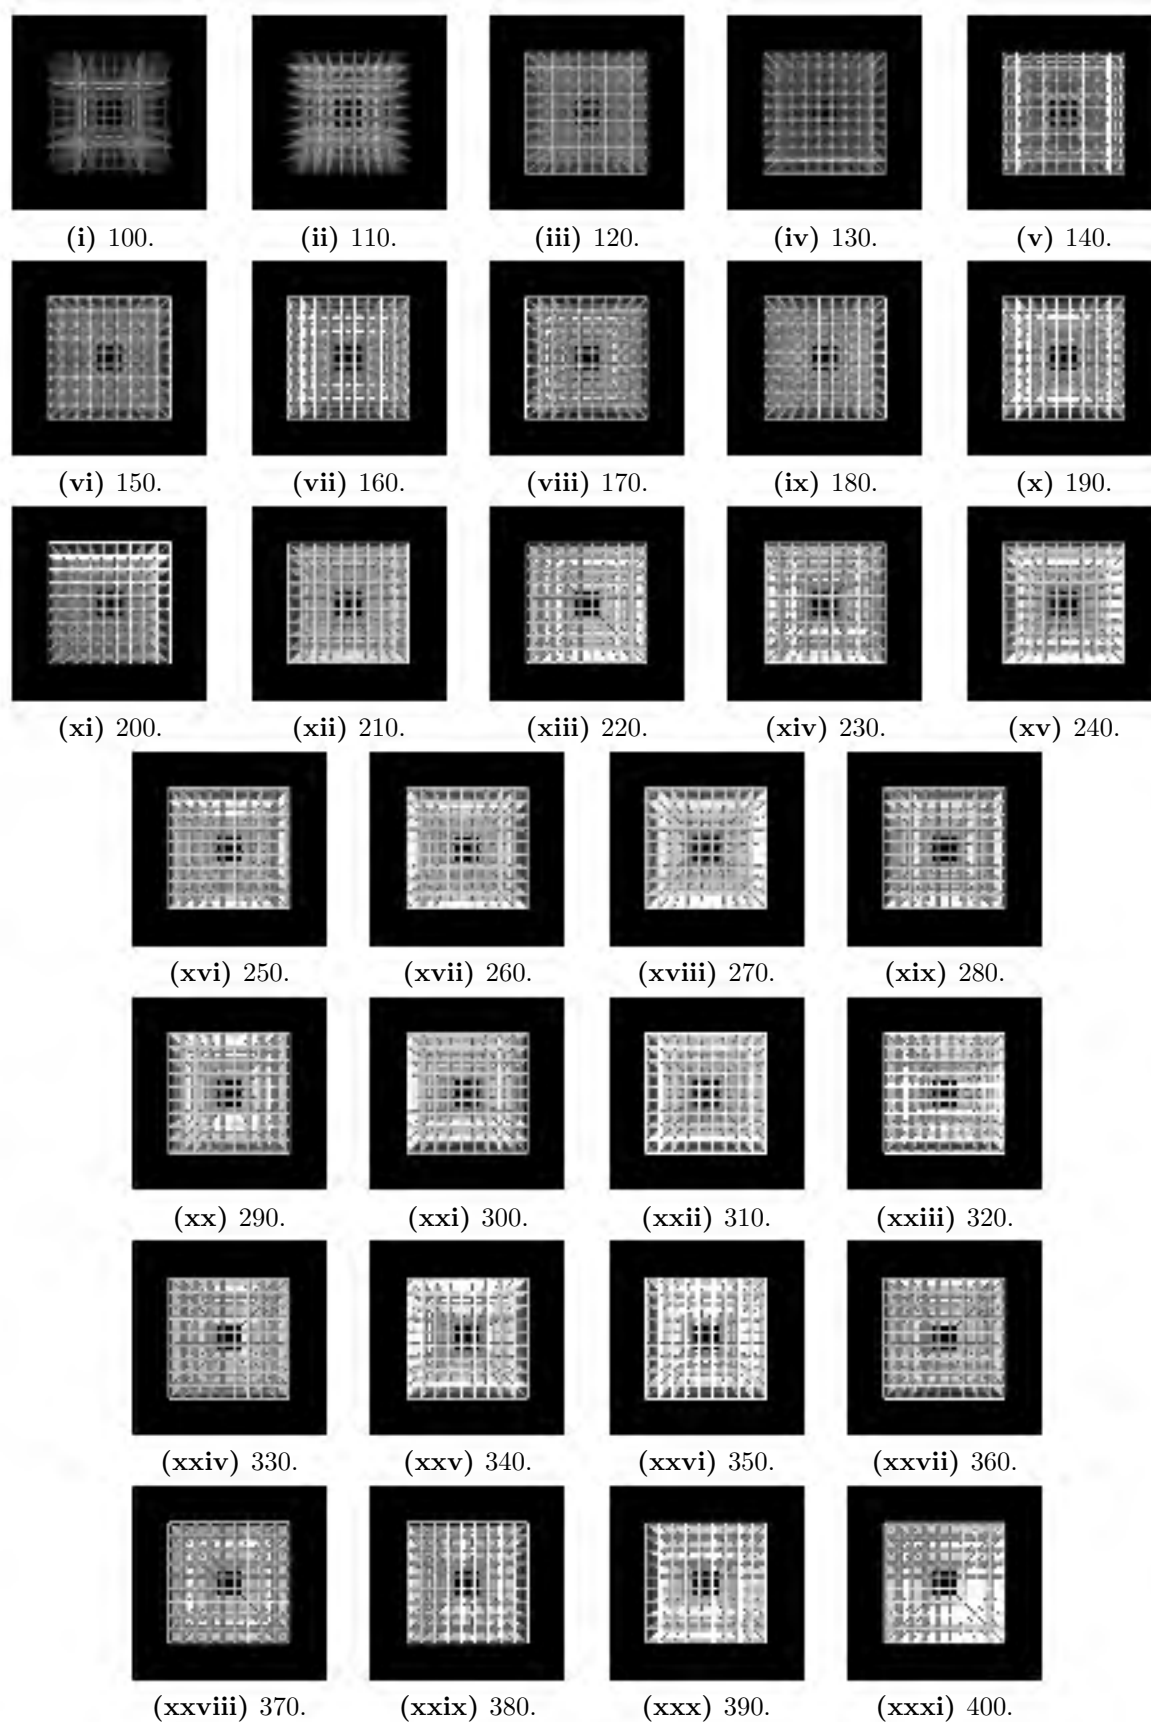 (i) 100. (ii) 110. (iii) 120. (iv) 130. (v) 140.
(vi) 150. (vii) 160. (viii) 170. (ix) 180. (x) 190.
(xi) 200. (xii) 210. (xiii) 220. (xiv) 230. (xv) 240.
(xvi) 250. (xvii) 260. (xviii) 270. (xix) 280.
(xx) 290. (xxi) 300. (xxii) 310. (xxiii) 320.
(xxiv) 330. (xxv) 340. (xxvi) 350. (xxvii) 360.
(xxviii) 370. (xxix) 380. (xxx) 390. (xxxi) 400.